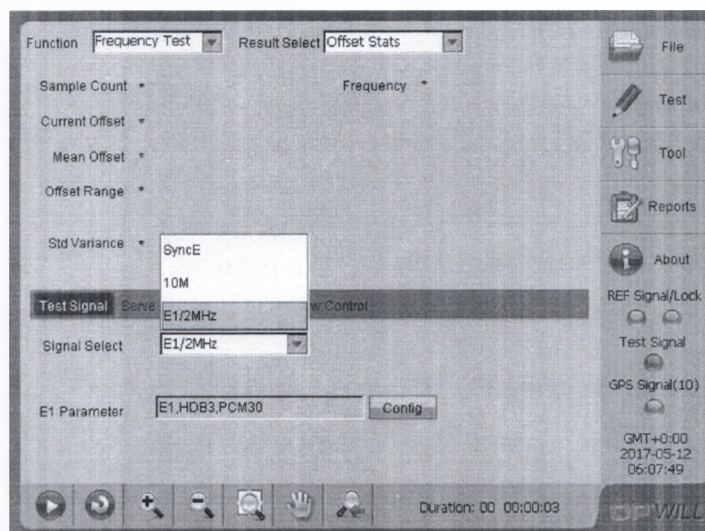 Function Frequency Test Result Select Offset Stats
Sample Count * Frequency *
Current Offset *
Mean Offset *
Offset Range *
Std Variance *
SyncE
10M
E1/2MHz
Test Signal Serve w Control
Signal Select E1/2MHz
E1 Parameter E1,HDB3,PCM30 Config
Duration: 00 00:00:03
File
Test
Tool
Reports
About
REF Signal/Lock
Test Signal
GPS Signal(10)
GMT+0:00
2017-05-12
06:07:49
OPWILL